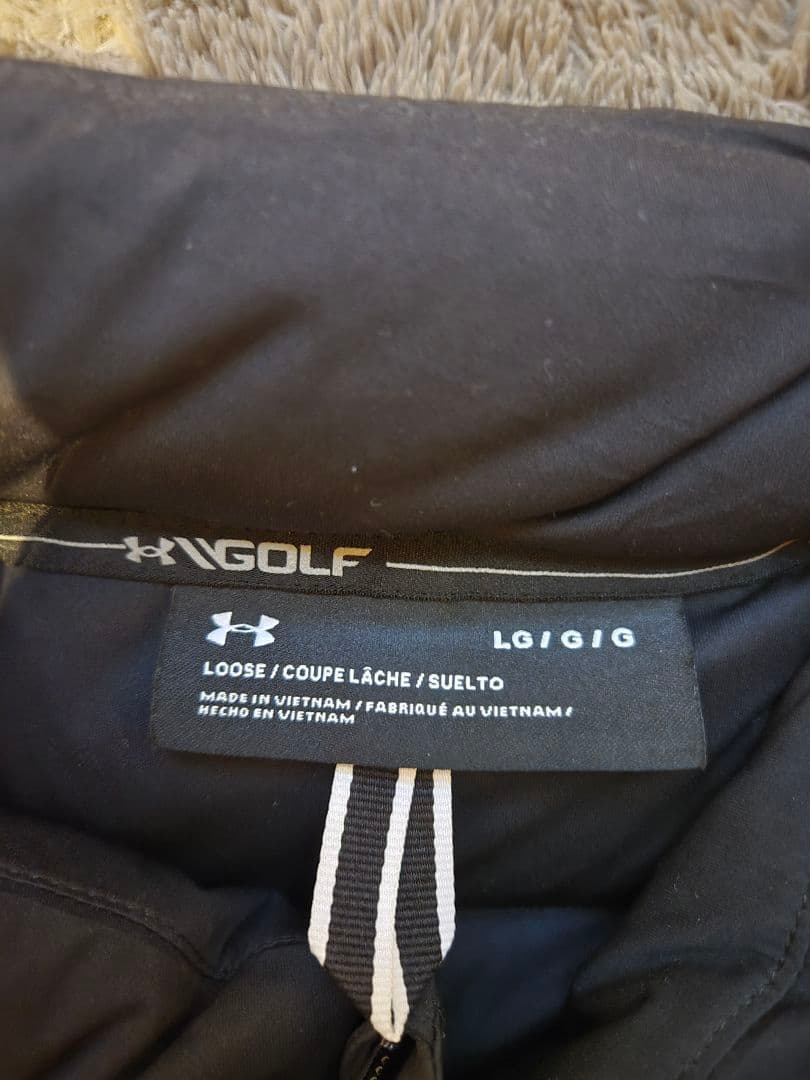 \\GOLF
LG / G / G
LOOSE / COUPE LÂCHE / SUELTO
MADE IN VIETNAM / FABRIQUÉ AU VIETNAM /
HECHO EN VIETNAM